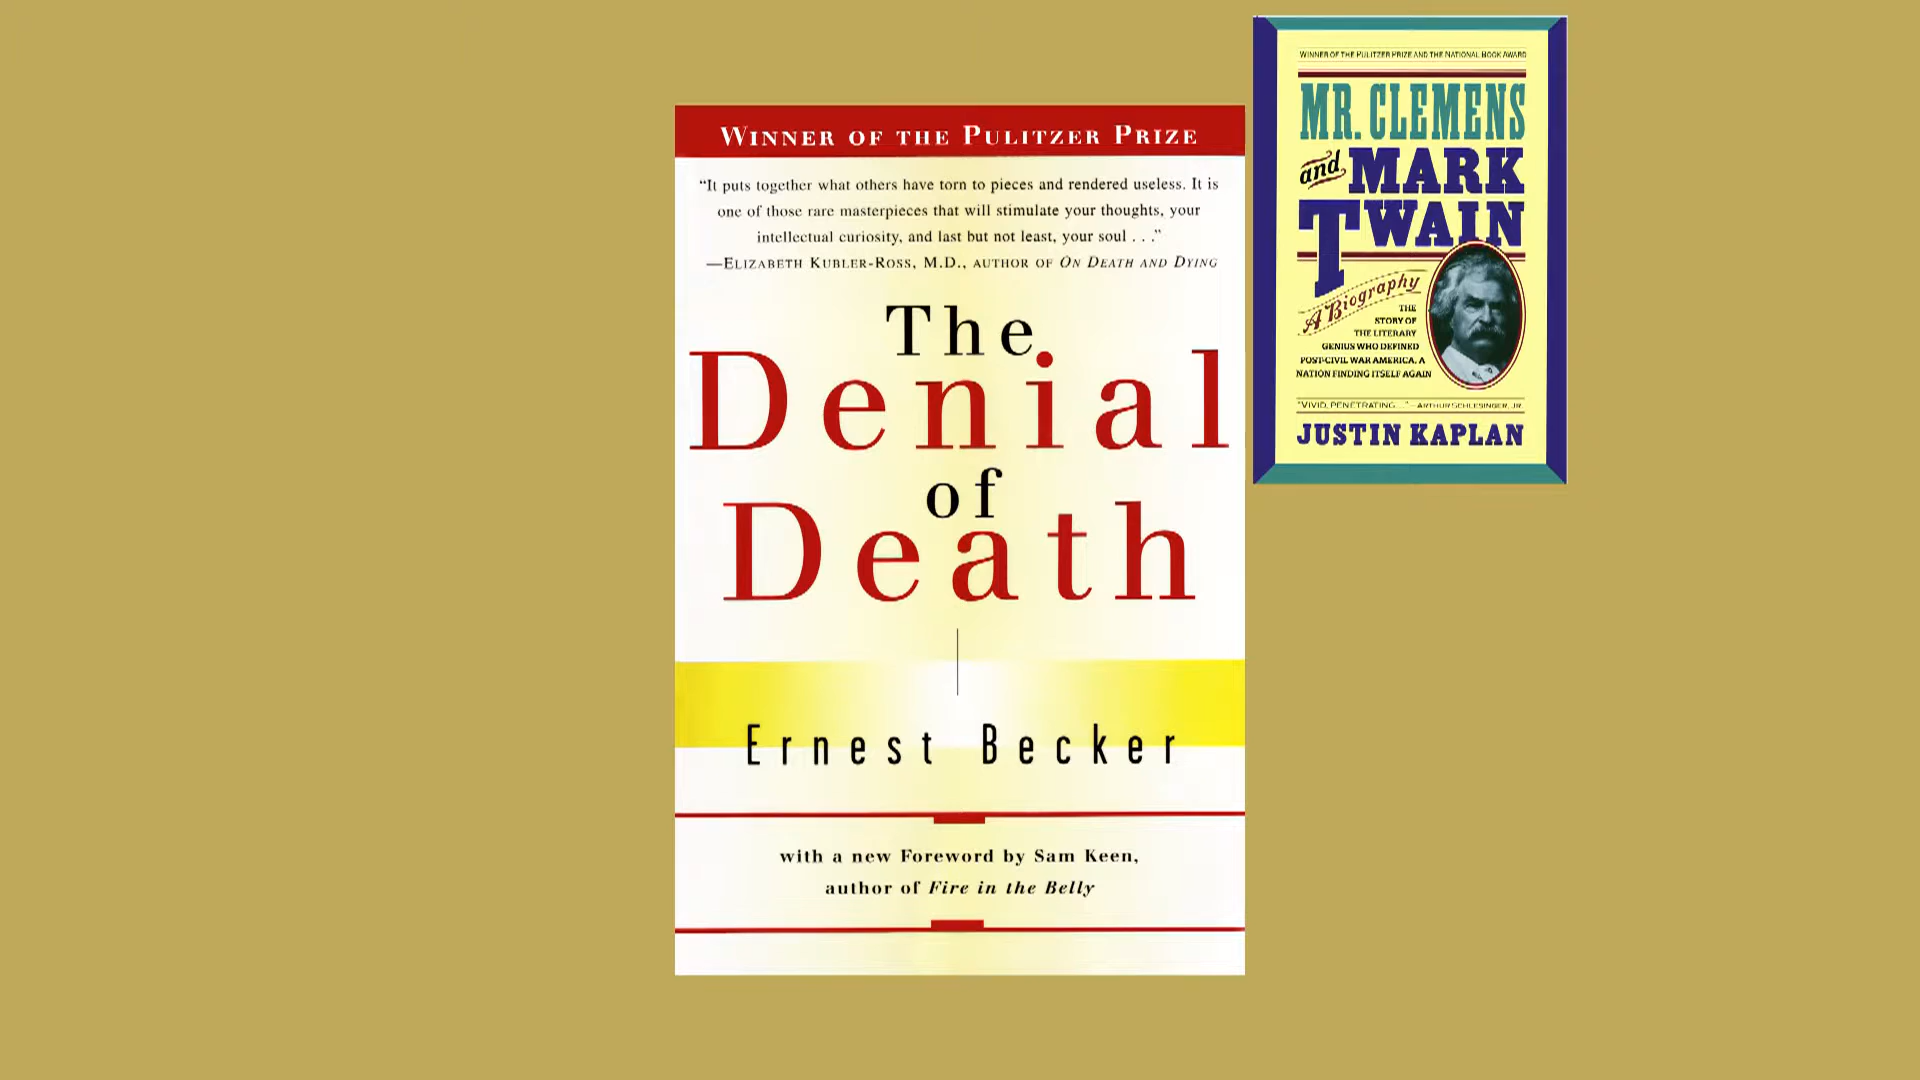 WINNER OF THE PULITZER PRIZE
“It puts together what others have torn to pieces and rendered useless. It is
one of those rare masterpieces that will stimulate your thoughts, your
intellectual curiosity, and last but not least, your soul . . .”
—ELIZABETH KUBLER-ROSS, M.D., AUTHOR OF ON DEATH AND DYING
The
Denial
of
Death
Ernest Becker
with a new Foreword by Sam Keen,
author of Fire in the Belly
WINNER OF THE PULITZER PRIZE AND THE NATIONAL BOOK AWARD
MR. CLEMENS
and MARK
TWAIN
A Biography
THE
STORY OF
THE LITERARY
GENIUS WHO DEFINED
POST-CIVIL WAR AMERICA, A
NATION FINDING ITSELF AGAIN
"VIVID, PENETRATING..." –ARTHUR SCHLESINGER, JR.
JUSTIN KAPLAN